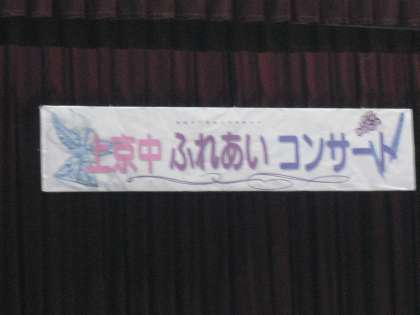 上京中 ふれあい コンサート